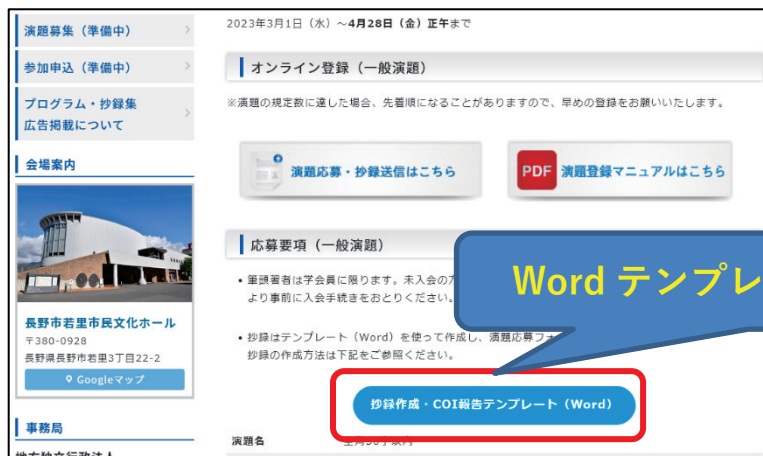 演題募集（準備中）
参加申込（準備中）
プログラム・抄録集
広告掲載について
会場案内
長野市若里市民文化ホール
〒380-0928
長野県長野市若里3丁目22-2
Googleマップ
事務局
地方独立行政法人
2023年3月1日（水）～4月28日（金）正午まで
オンライン登録（一般演題）
※演題の規定数に達した場合、先着順になることがありますので、早めの登録をお願いいたします。
演題応募・抄録送信はこちら
PDF 演題登録マニュアルはこちら
応募要項（一般演題）
• 筆頭著者は学会員に限ります。未入会の
より事前に入会手続きをおとりください。
• 抄録はテンプレート（Word）を使って作成し、演題応募フォ
抄録の作成方法は下記をご参照ください。
Word テンプレ
抄録作成・COI報告テンプレート（Word）
演題名